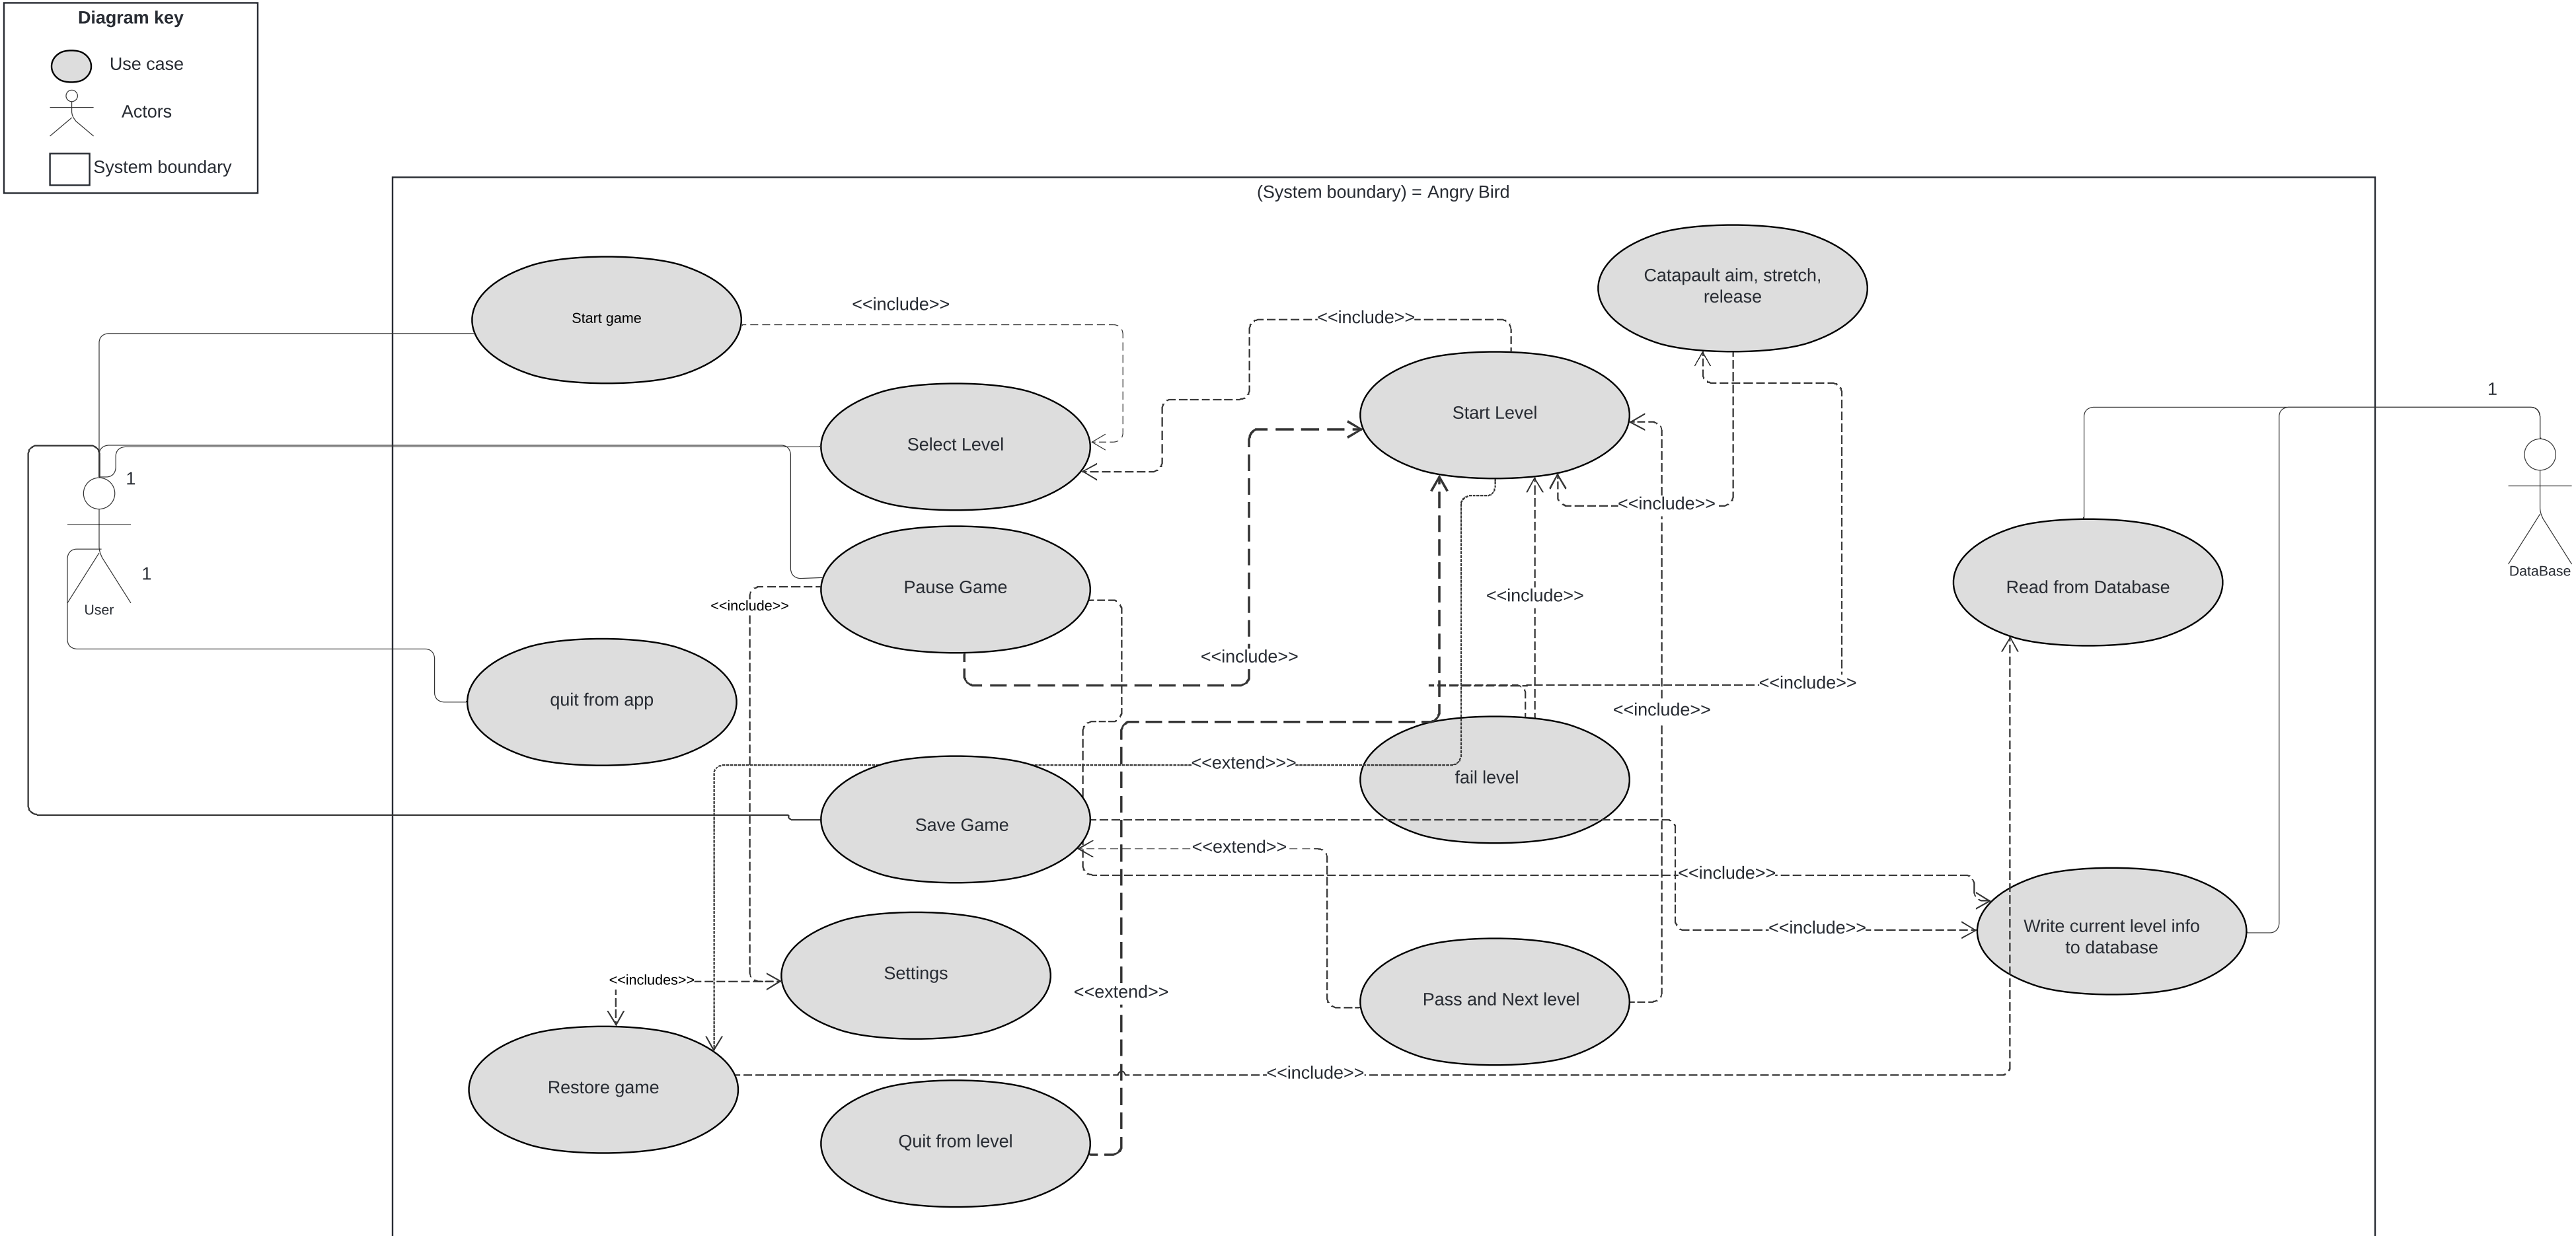 Diagram key
Use case
Actors
System boundary
(System boundary) = Angry Bird
Catapault aim, stretch,
release
<<include>>
<<include>>
Start game
1
Start Level
Select Level
1
<<include>>
1
DataBase
Pause Game
Read from Database
<<include>>
<<include>>
User
<<include>>
<<include>>
quit from app
<<include>>
<<extend>>>
fail level
Save Game
<<extend>>
<<include>>
<<include>>
Write current level info
to database
Settings
<<includes>>
<<extend>>
Pass and Next level
<<include>>
Restore game
Quit from level